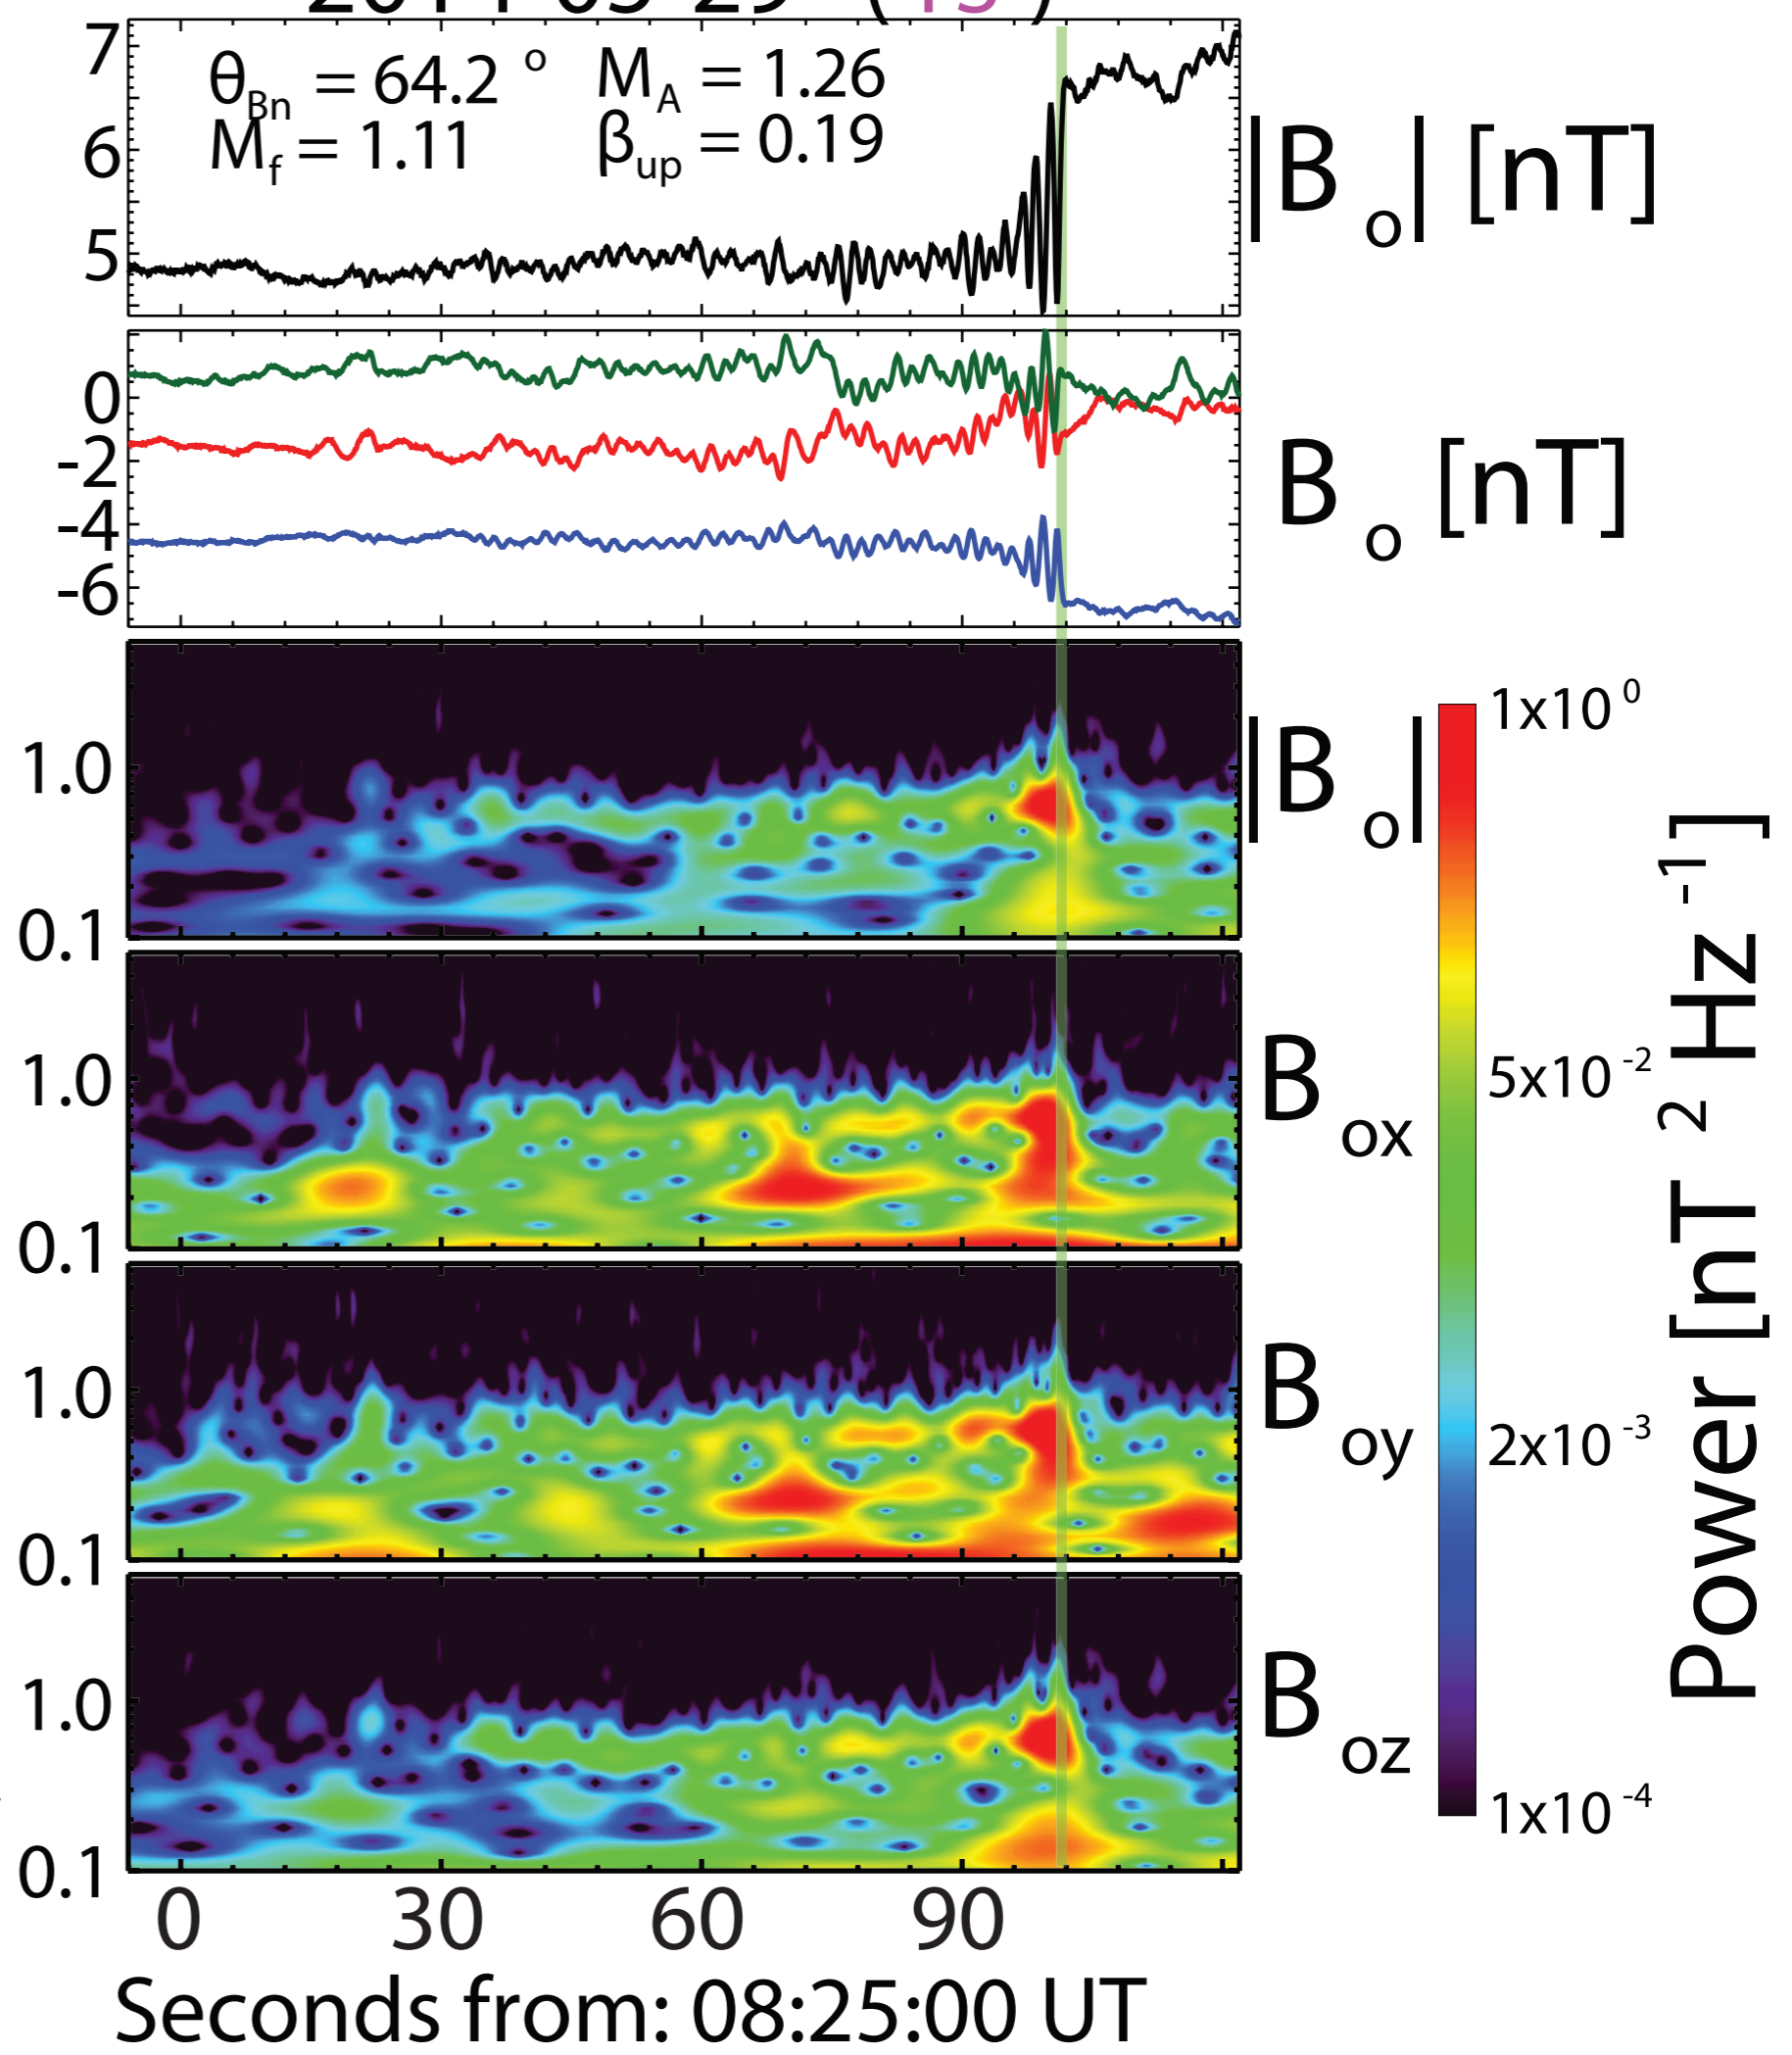 7
θBn = 64.2 ° MA = 1.26
Mf = 1.11 βup = 0.19
6
5
|Bo| [nT]
0
-2
-4
-6
Bo [nT]
1.0
0.1
|Bo|
1.0
0.1
Box
1.0
0.1
Boy
1.0
0.1
Boz
1x10 0
5x10 -2
2x10 -3
1x10 -4
Power [nT 2 Hz -1]
0 30 60 90
Seconds from: 08:25:00 UT